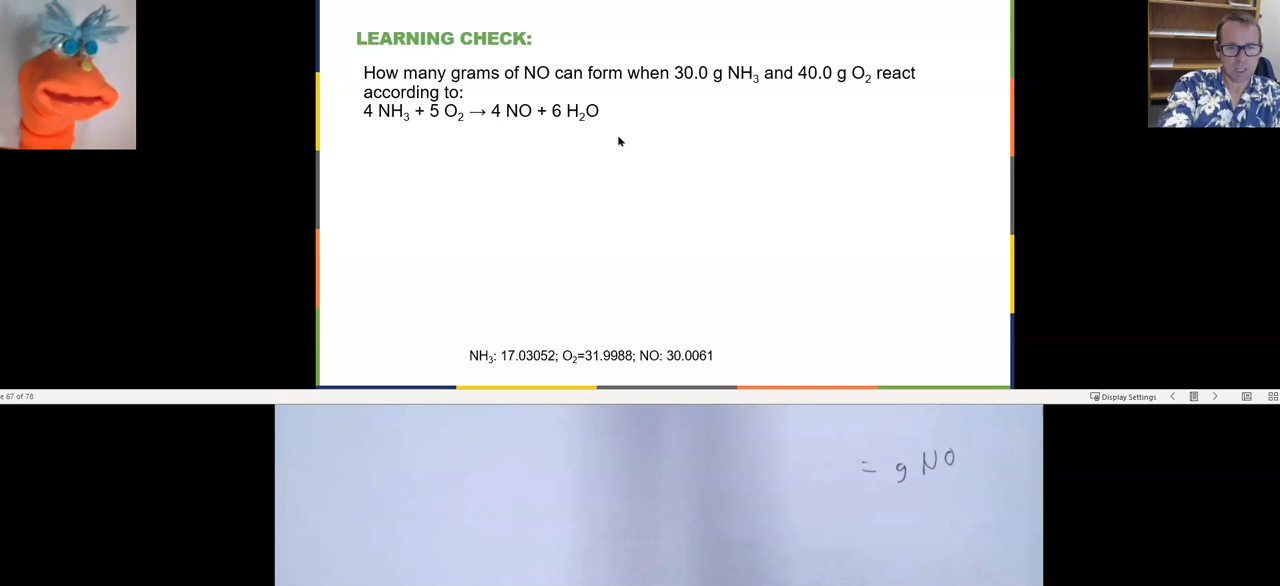 LEARNING CHECK:
How many grams of NO can form when 30.0 g NH₃ and 40.0 g O₂ react
according to:
4 NH₃ + 5 O₂ → 4 NO + 6 H₂O
NH₃: 17.03052; O₂=31.9988; NO: 30.0061
e 67 of 78
Display Settings
= g NO